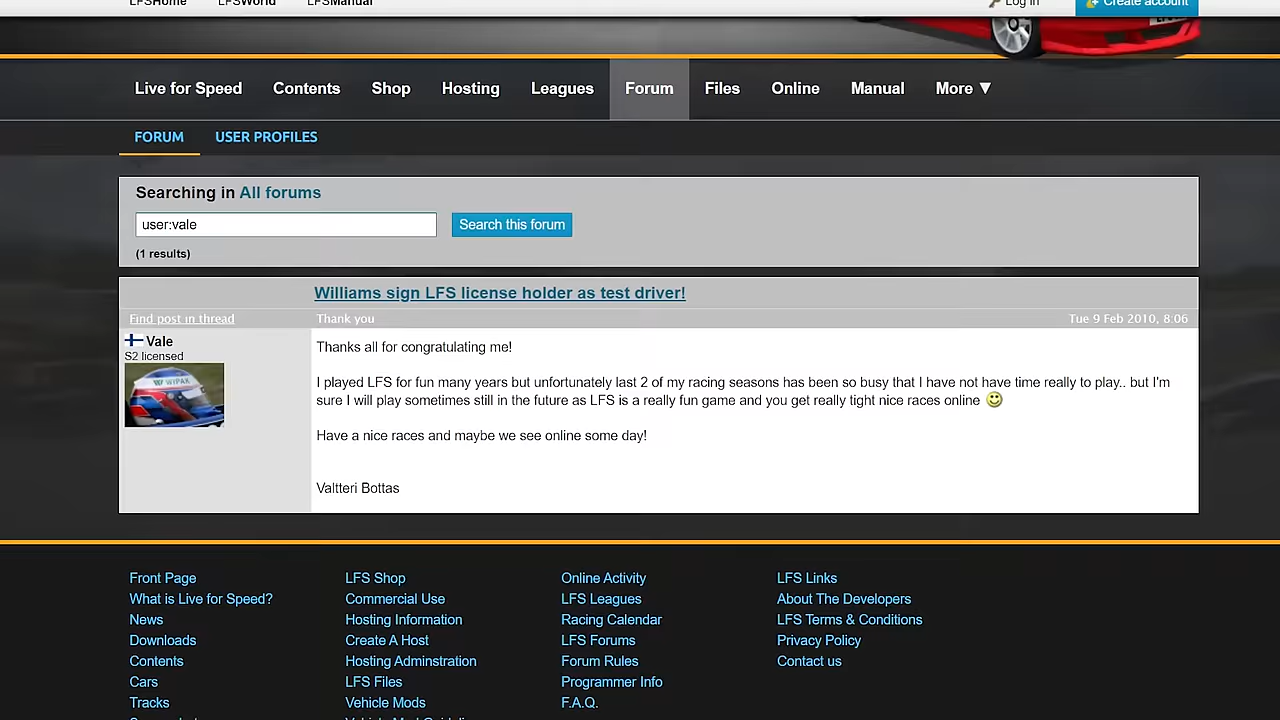 LFSHome LFSWorld LFSManual Log in Create account
Live for Speed Contents Shop Hosting Leagues Forum Files Online Manual More ▼
FORUM USER PROFILES
Searching in All forums
user:vale Search this forum
(1 results)
Williams sign LFS license holder as test driver!
Find post in thread Thank you Tue 9 Feb 2010, 8:06
Vale
S2 licensed
WIPAK
Thanks all for congratulating me!
I played LFS for fun many years but unfortunately last 2 of my racing seasons has been so busy that I have not have time really to play.. but I'm
sure I will play sometimes still in the future as LFS is a really fun game and you get really tight nice races online
Have a nice races and maybe we see online some day!
Valtteri Bottas
Front Page LFS Shop Online Activity LFS Links
What is Live for Speed? Commercial Use LFS Leagues About The Developers
News Hosting Information Racing Calendar LFS Terms & Conditions
Downloads Create A Host LFS Forums Privacy Policy
Contents Hosting Adminstration Forum Rules Contact us
Cars LFS Files Programmer Info
Tracks Vehicle Mods F.A.Q.